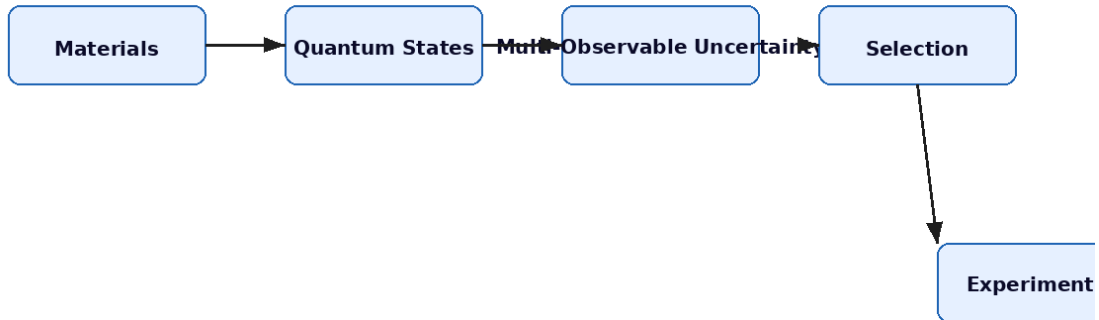 Materials
Quantum States
Multi-Observable Uncertainty
Selection
Experiment